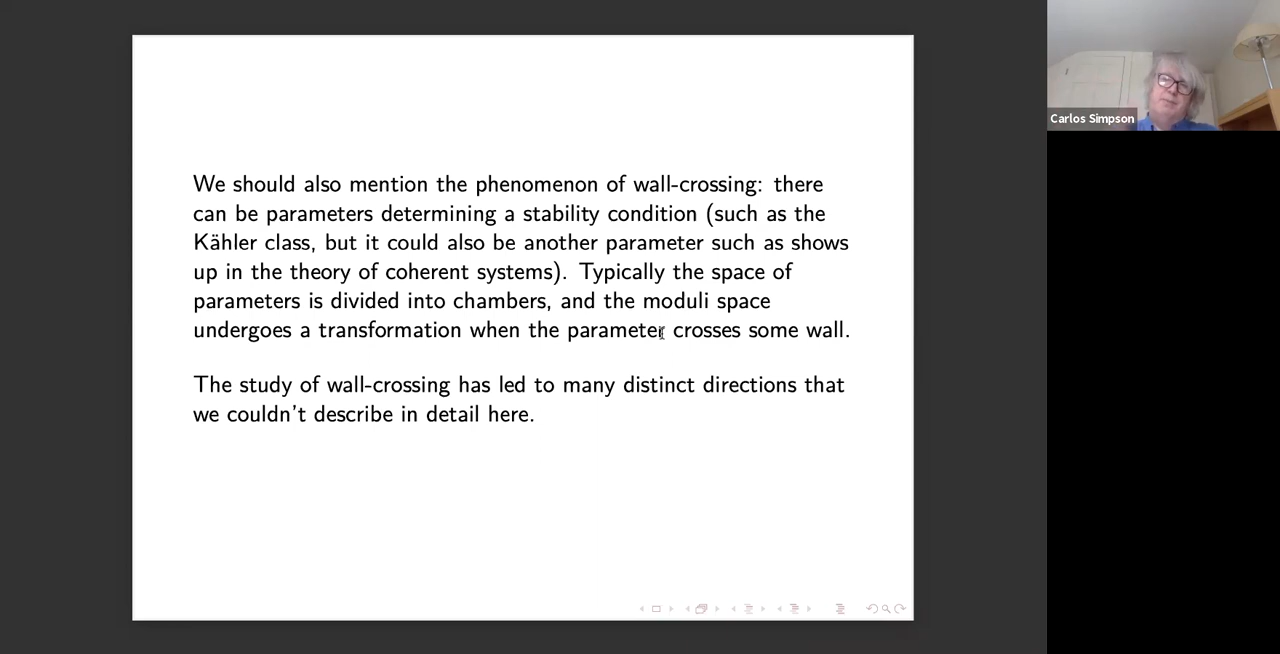 We should also mention the phenomenon of wall-crossing: there
can be parameters determining a stability condition (such as the
Kähler class, but it could also be another parameter such as shows
up in the theory of coherent systems). Typically the space of
parameters is divided into chambers, and the moduli space
undergoes a transformation when the parameter crosses some wall.
The study of wall-crossing has led to many distinct directions that
we couldn't describe in detail here.
Carlos Simpson